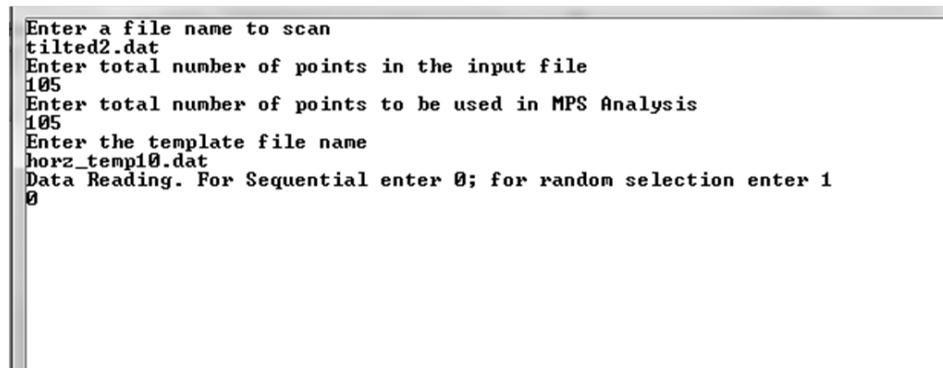 Enter a file name to scan
tilted2.dat
Enter total number of points in the input file
105
Enter total number of points to be used in MPS Analysis
105
Enter the template file name
horz_temp10.dat
Data Reading. For Sequential enter 0; for random selection enter 1
0